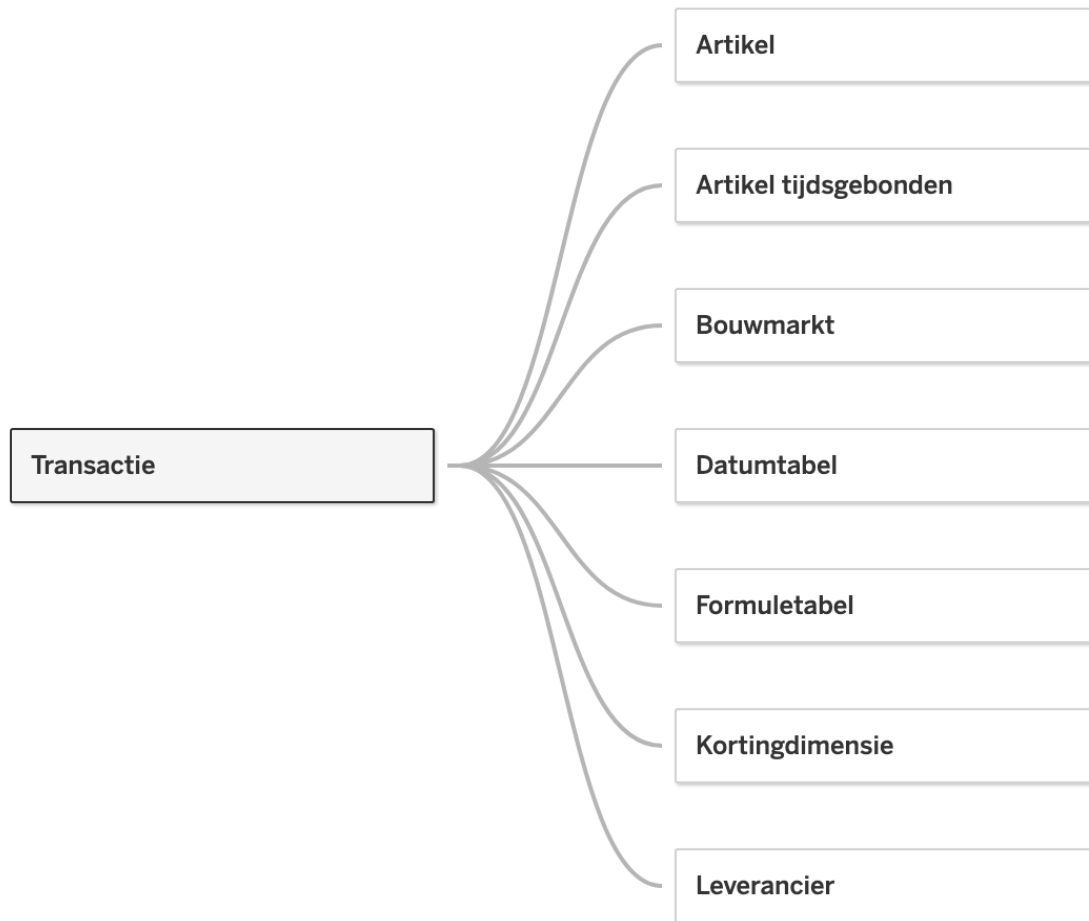 Artikel
Artikel tijdsgebonden
Bouwmarkt
Transactie
Datumtabel
Formuletabel
Kortingdimensie
Leverancier